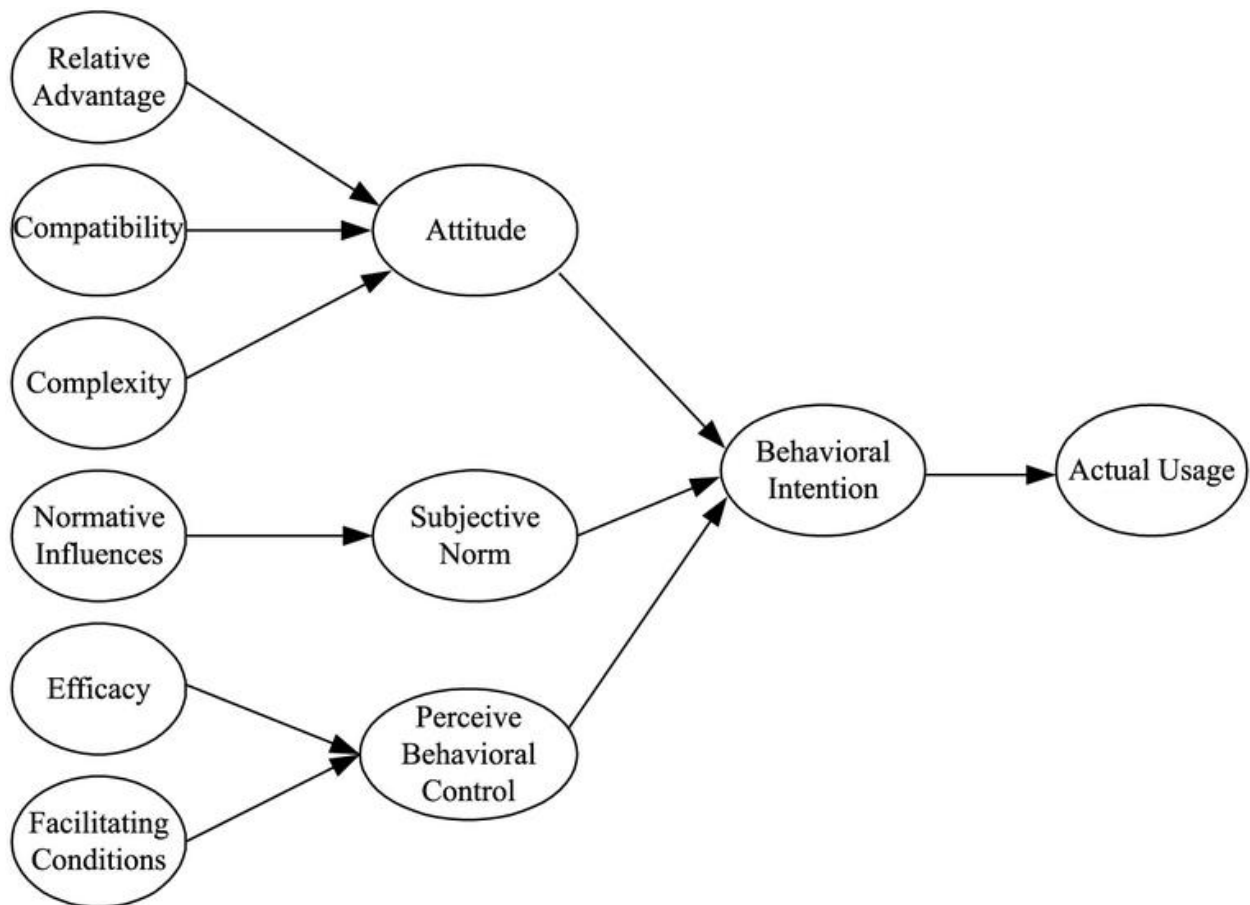 Relative
Advantage
Compatibility
Attitude
Complexity
Behavioral
Intention
Actual Usage
Normative
Influences
Subjective
Norm
Efficacy
Perceive
Behavioral
Control
Facilitating
Conditions